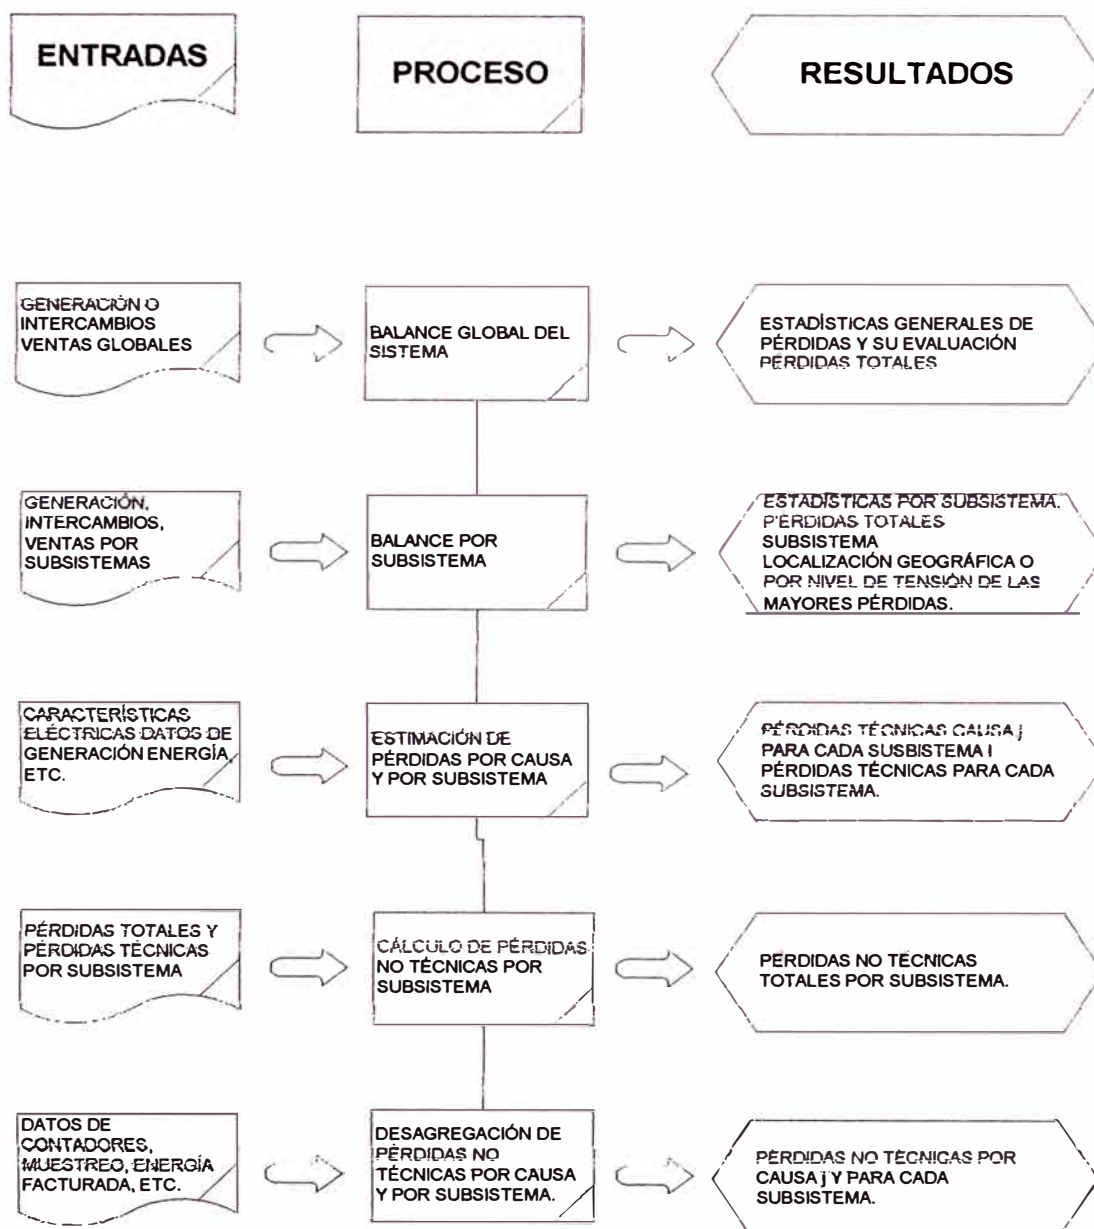 ENTRADAS
PROCESO
RESULTADOS
GENERACIÓN O
INTERCAMBIOS
VENTAS GLOBALES
BALANCE GLOBAL DEL
SISTEMA
ESTADÍSTICAS GENERALES DE
PÉRDIDAS Y SU EVALUACIÓN
PÉRDIDAS TOTALES
GENERACIÓN,
INTERCAMBIOS,
VENTAS POR
SUBSISTEMAS
BALANCE POR
SUBSISTEMA
ESTADÍSTICAS POR SUBSISTEMA.
PÉRDIDAS TOTALES
SUBSISTEMA
LOCALIZACIÓN GEOGRÁFICA O
POR NIVEL DE TENSIÓN DE LAS
MAYORES PÉRDIDAS.
CARACTERÍSTICAS
ELÉCTRICAS DATOS DE
GENERACIÓN ENERGÍA,
ETC.
ESTIMACIÓN DE
PÉRDIDAS POR CAUSA
Y POR SUBSISTEMA
PÉRDIDAS TÉCNICAS CAUSA j
PARA CADA SUSBISTEMA I
PÉRDIDAS TÉCNICAS PARA CADA
SUBSISTEMA.
PÉRDIDAS TOTALES Y
PÉRDIDAS TÉCNICAS
POR SUBSISTEMA
CÁLCULO DE PÉRDIDAS
NO TÉCNICAS POR
SUBSISTEMA
PERDIDAS NO TÉCNICAS
TOTALES POR SUBSISTEMA.
DATOS DE
CONTADORES,
MUESTREO, ENERGÍA
FACTURADA, ETC.
DESAGREGACIÓN DE
PÉRDIDAS NO
TÉCNICAS POR CAUSA
Y POR SUBSISTEMA.
PÉRDIDAS NO TÉCNICAS POR
CAUSA j Y PARA CADA
SUBSISTEMA.